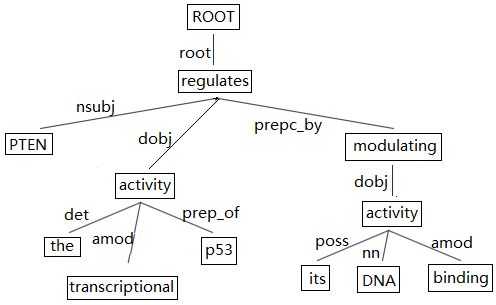 ROOT
root
regulates
nsubj
dobj
prepc_by
PTEN
modulating
activity
dobj
det
amod
prep_of
activity
the
p53
poss
nn
amod
transcriptional
its
DNA
binding